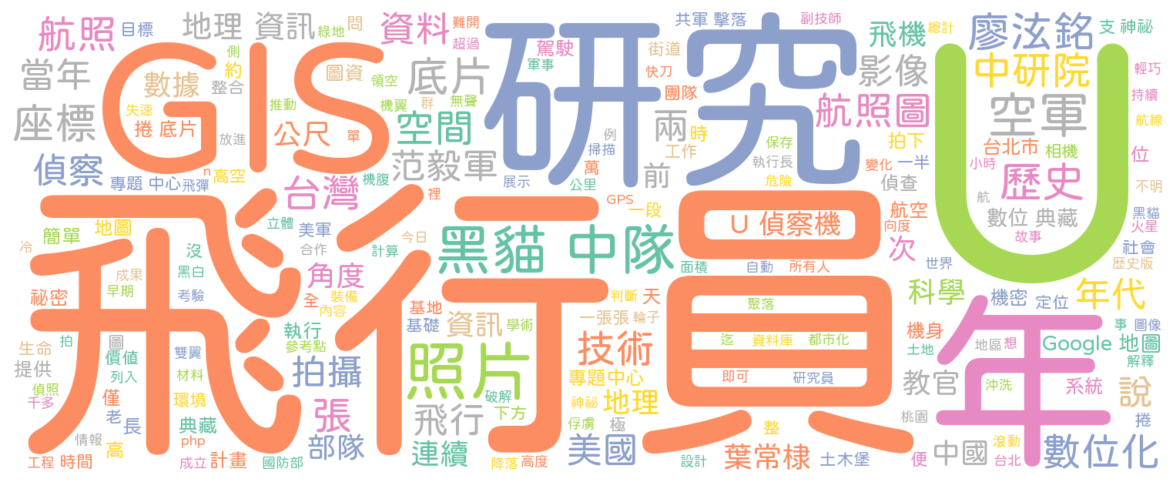 航照
目標
地理 資訊
綠地
問
資料
難開
超過
研究
共軍 擊落
副技師
飛機
總計
廖泫銘
支 神祕
當年
GIS
側
約
數據
整合
圖資
領空
底片
駕駛
軍事
街道
快刀
團隊
影像
中研院
U
輕巧
持續
座標
失速
捲 底片
放進
推動
公尺
單
機翼
群
無聲
空間
兩
時
例
掃描
工作
萬
航照圖
拍下
保存
執行長
變化
一半
空軍
台北市
相機
航線
位
偵察
專題 中心
飛彈
n
高空
台灣
機腹
裡
范毅軍
展示
公里
前
GPS
危險
偵查
小時
歷史
航
不明
簡單
地圖
沒
立體
美軍
合作
計算
今日
黑貓 中隊
一段
U 偵察機
航空
向度
次
數位 典藏
故事
黑貓
火星
社會
歷史版
飛行員
冷
成果
早期
黑白
考驗
角度
全
裝備
內容
面積
自動
所有人
世界
祕密
基地
基礎
資訊
學術
判斷
天
一張張
輪子
聚落
科學
機密
定位
年代
拍
圖
價值
雙翼
執行
參考點
技術
迄
資料庫
都市化
機身
土地
年
地區
想
Google 地圖
事
圖像
解釋
生命
提供
偵照
千多
列入
材料
環境
僅
拍攝
照片
破解
專題中心
神祕
地理
即可
研究員
教官
沖洗
系統
說
老
長
典藏
張
飛行
下方
俘虜
極
整
桃園
捲
情報
高
php
部隊
連續
美國
葉常棣
中國
滾動
數位化
工程
時間
成立
計畫
國防部
降落
高度
設計
土木堡
便
台北